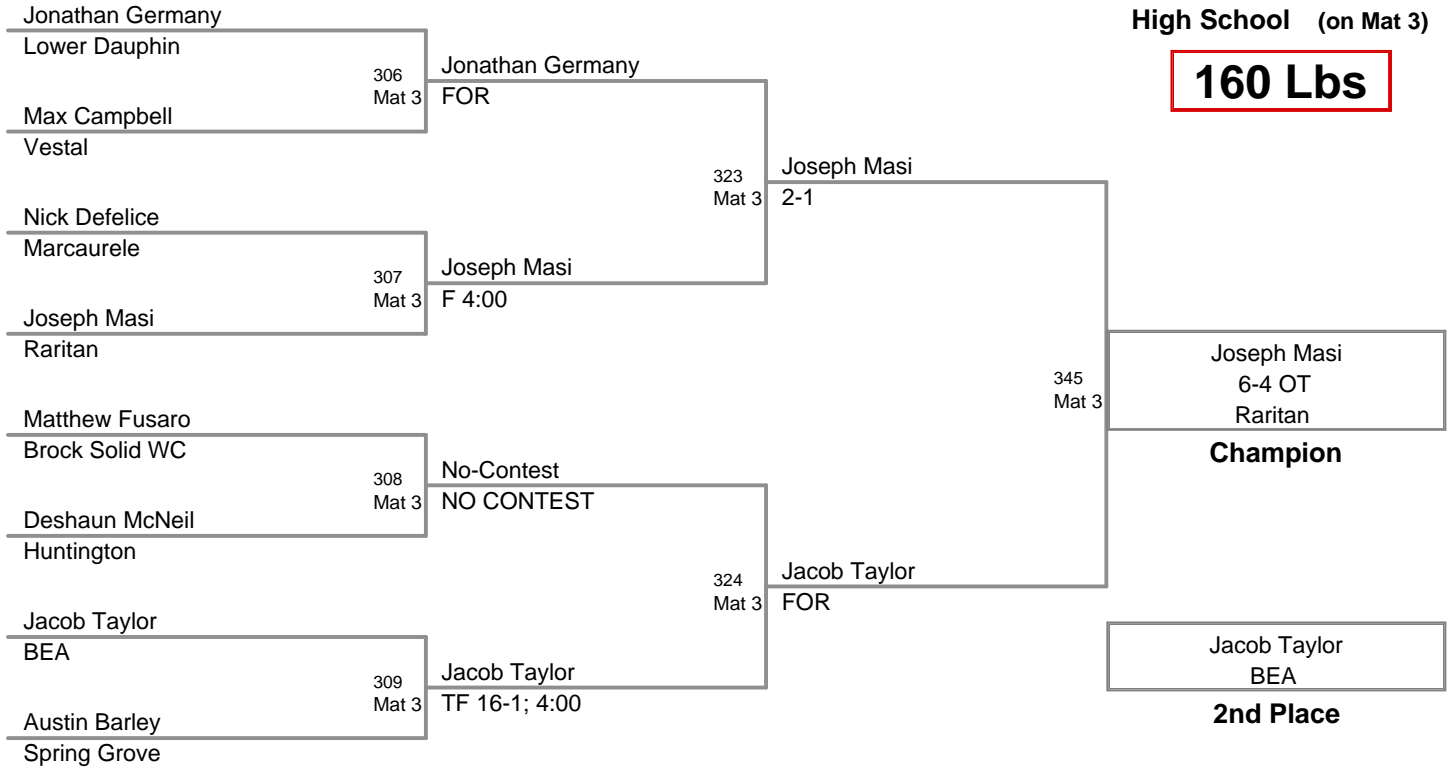 Jonathan Germany
Lower Dauphin
306
Mat 3
Jonathan Germany
FOR
Max Campbell
Vestal
323
Mat 3
Joseph Masi
2-1
Nick Defelice
Marcaurele
307
Mat 3
Joseph Masi
F 4:00
Joseph Masi
Raritan
345
Mat 3
Joseph Masi
6-4 OT
Raritan
Champion
Matthew Fusaro
Brock Solid WC
308
Mat 3
No-Contest
NO CONTEST
Deshaun McNeil
Huntington
324
Mat 3
Jacob Taylor
FOR
Jacob Taylor
BEA
309
Mat 3
Jacob Taylor
TF 16-1; 4:00
Austin Barley
Spring Grove
High School (on Mat 3)
160 Lbs
Jacob Taylor
BEA
2nd Place